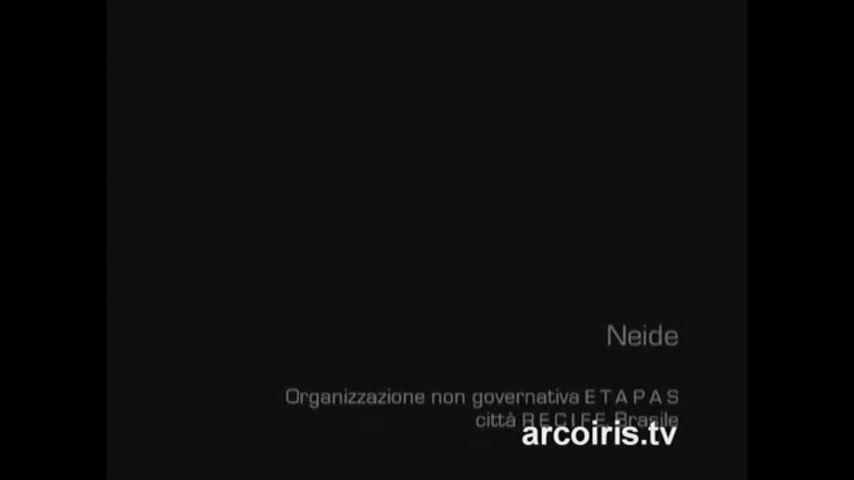 Neide
Organizzazione non governativa E T A P A S
città R E C I F E, Brasile
arcoiris.tv